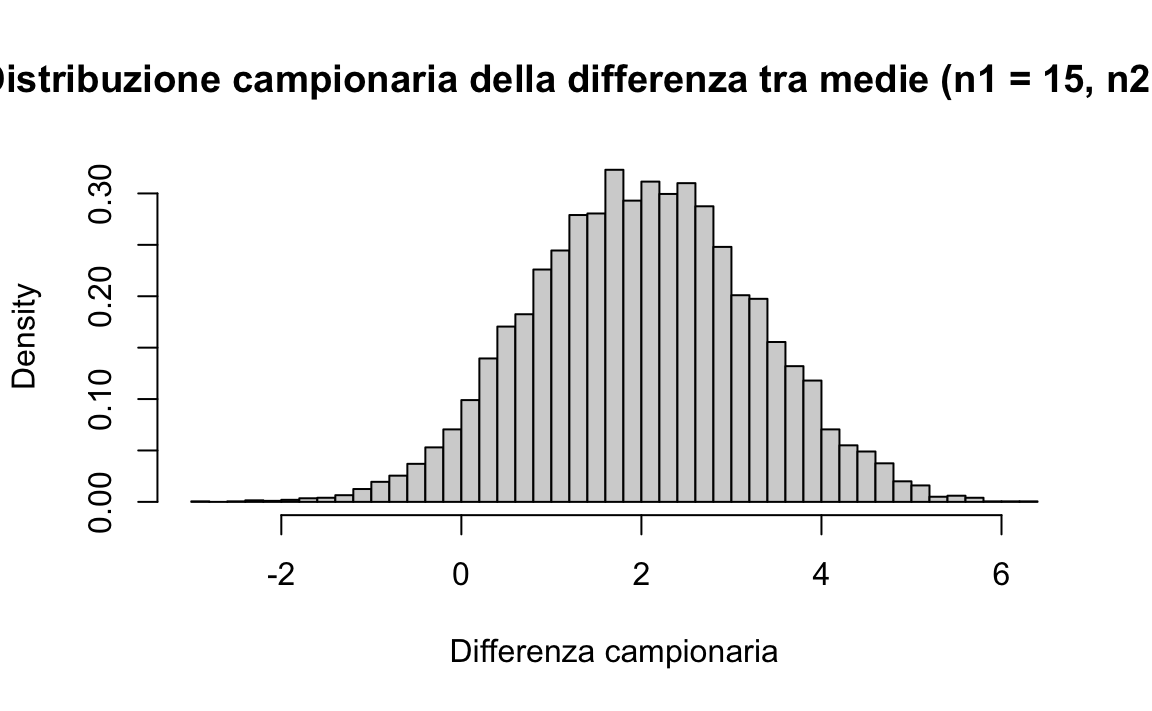 istribuzione campionaria della differenza tra medie (n1 = 15, n2
0.30
0.20
0.10
0.00
Density
-2 0 2 4 6
Differenza campionaria